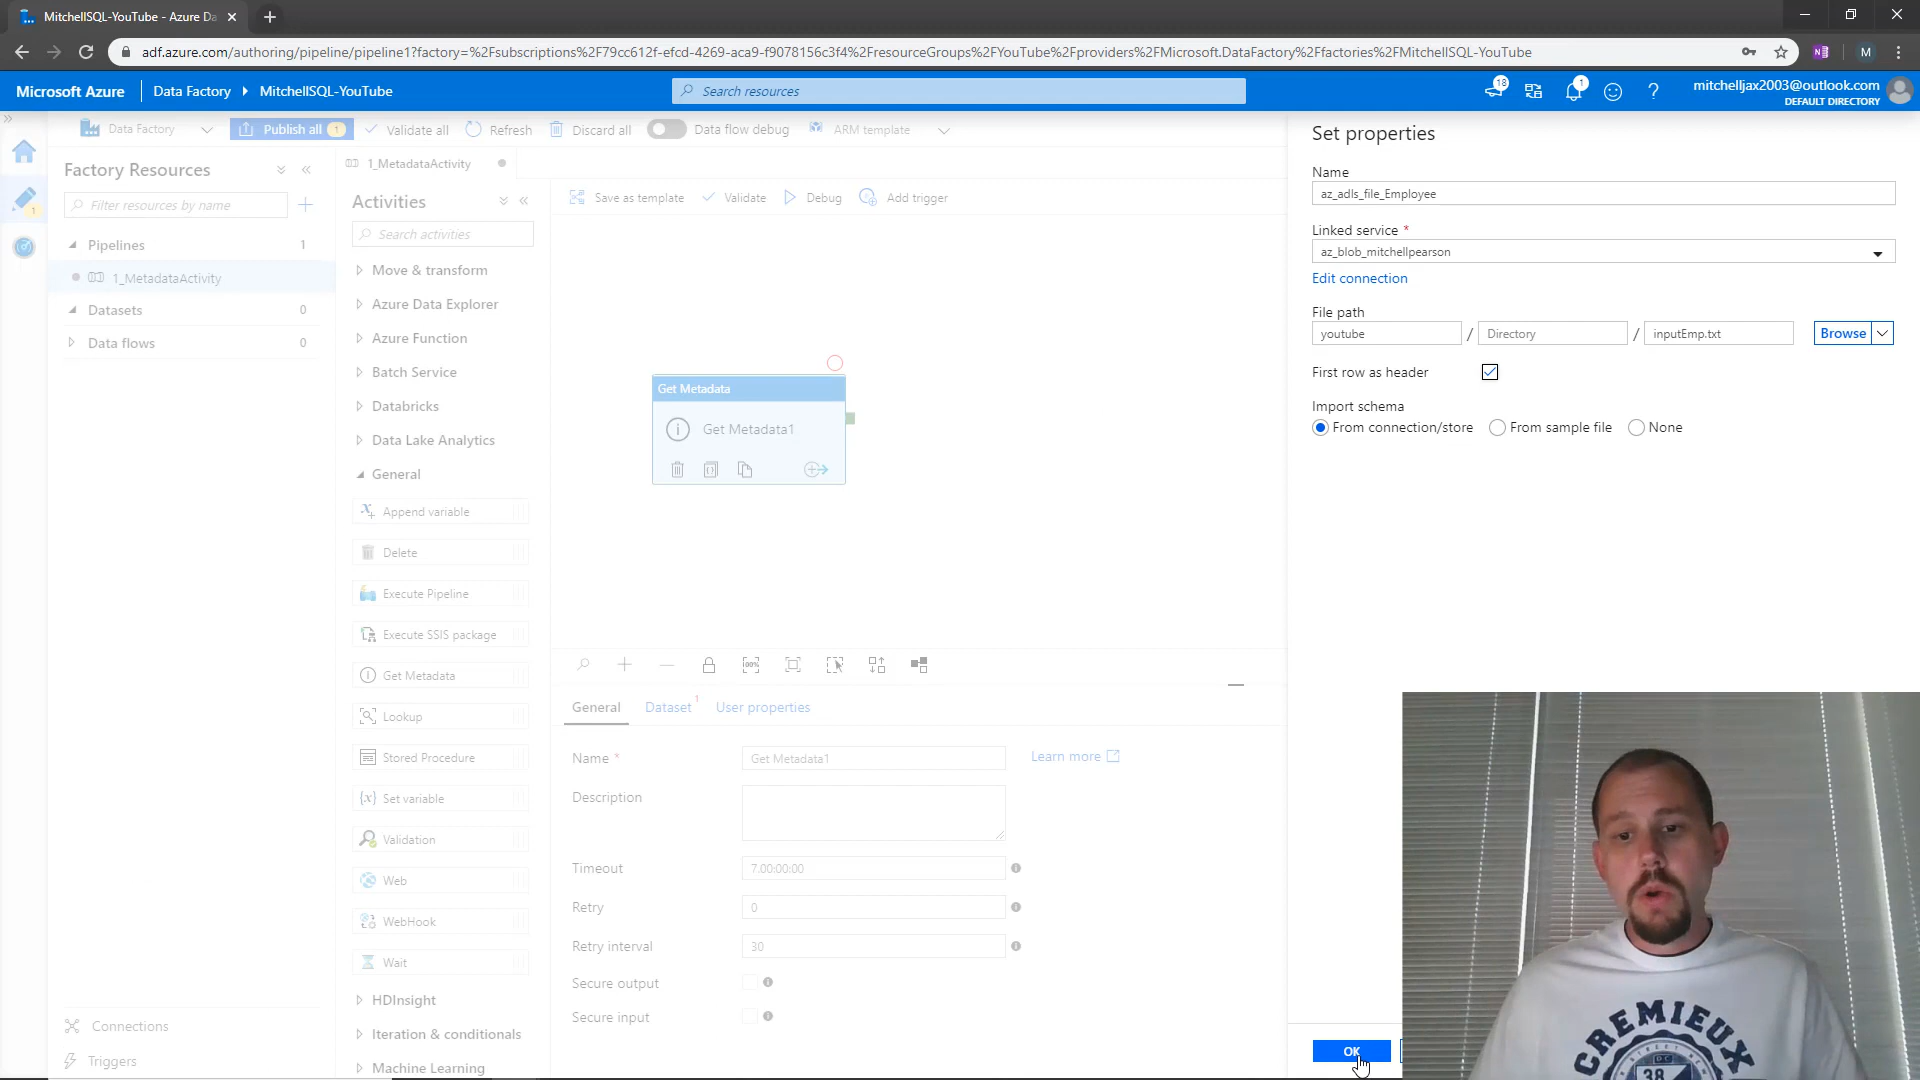 MitchellSQL-YouTube - Azure Da
adf.azure.com/authoring/pipeline/pipeline1?factory=%2Fsubscriptions%2F79cc612f-efcd-4269-aca9-f9078156c3f4%2FresourceGroups%2FYouTube%2Fproviders%2FMicrosoft.DataFactory%2Ffactories%2FMitchellSQL-YouTube
M
Microsoft Azure
Data Factory
MitchellSQL-YouTube
Search resources
18
1
mitchelljax2003@outlook.com
DEFAULT DIRECTORY
Data Factory
Publish all 1
Validate all
Refresh
Discard all
Data flow debug
ARM template
1
Factory Resources
Filter resources by name
Pipelines 1
1_MetadataActivity
Datasets 0
Data flows 0
Connections
Triggers
1_MetadataActivity
Activities
Search activities
Move & transform
Azure Data Explorer
Azure Function
Batch Service
Databricks
Data Lake Analytics
General
Append variable
Delete
Execute Pipeline
Execute SSIS package
Get Metadata
Lookup
Stored Procedure
Set variable
Validation
Web
WebHook
Wait
HDInsight
Iteration & conditionals
Machine Learning
Save as template
Validate
Debug
Add trigger
Get Metadata
Get Metadata1
100%
General
Dataset 1
User properties
Name *
Get Metadata1
Learn more
Description
Timeout
7.00:00:00
Retry
0
Retry interval
30
Secure output
Secure input
Set properties
Name
az_adls_file_Employee
Linked service *
az_blob_mitchellpearson
Edit connection
File path
youtube / Directory / inputEmp.txt
Browse
First row as header
Import schema
From connection/store
From sample file
None
OK
CREMIEUX
38